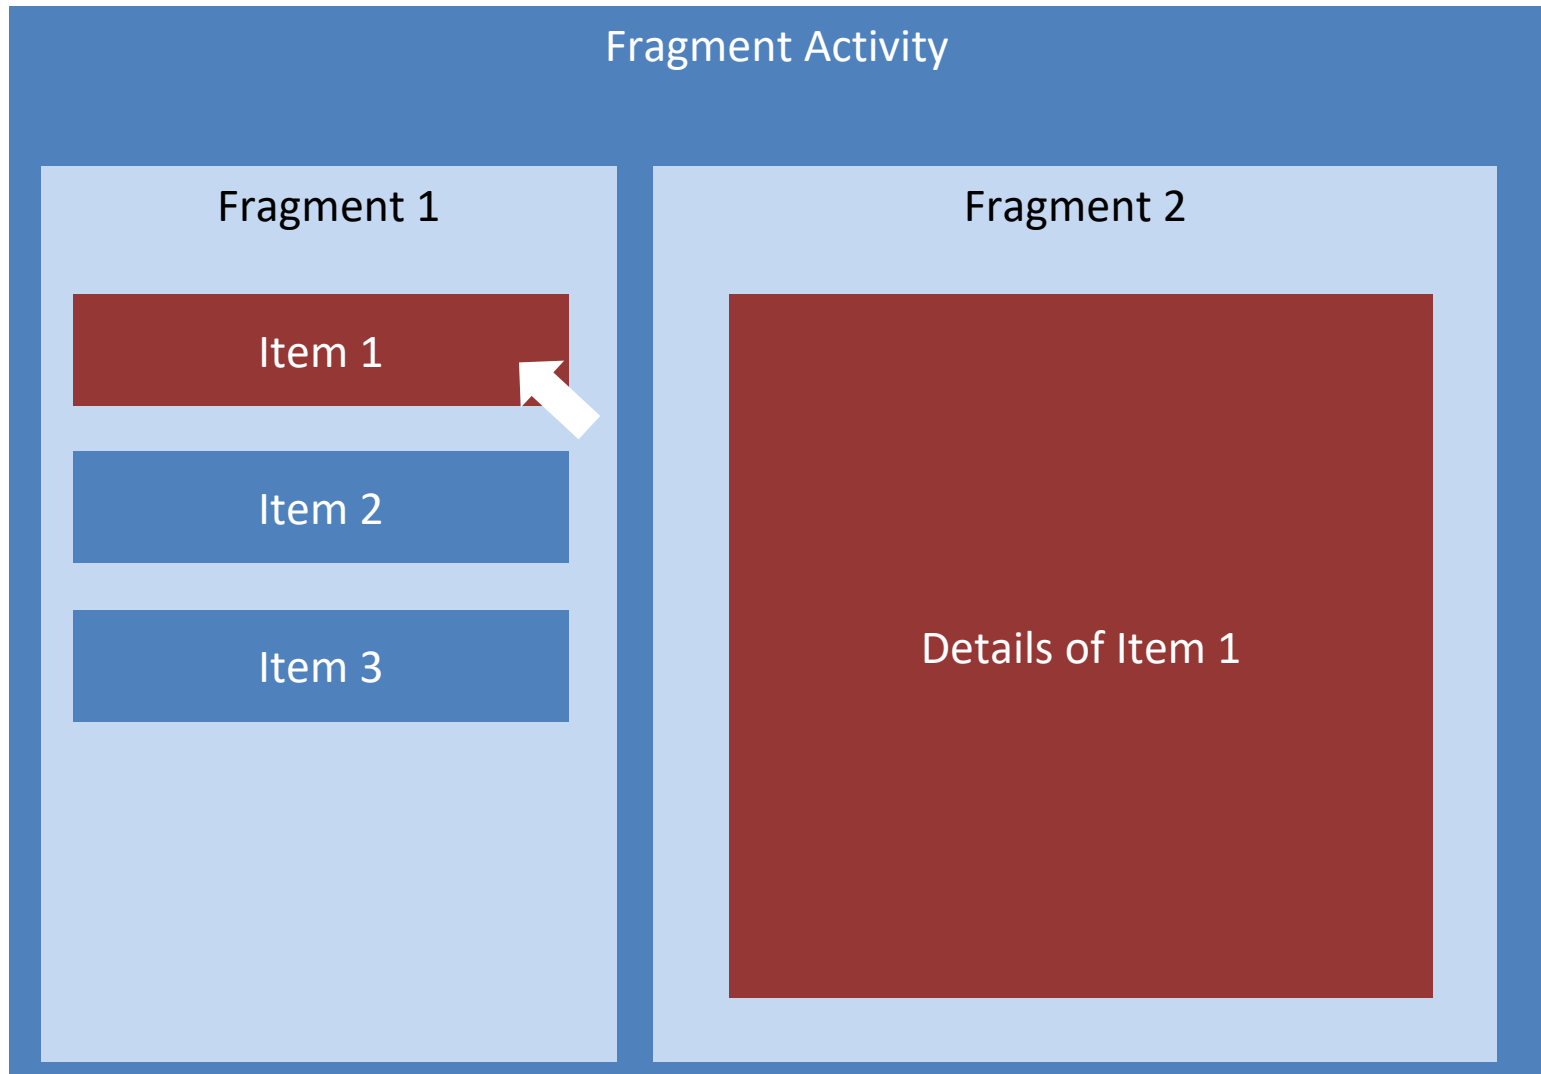 Fragment Activity
Fragment 1
Item 1
Item 2
Item 3
Fragment 2
Details of Item 1